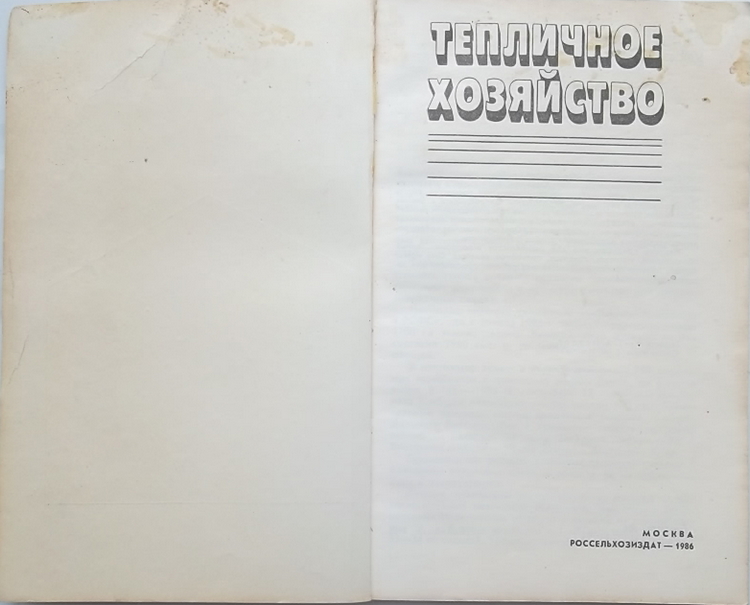 ТЕПЛИЧНОЕ
ХОЗЯЙСТВО
МОСКВА
РОССЕЛЬХОЗИЗДАТ — 1986